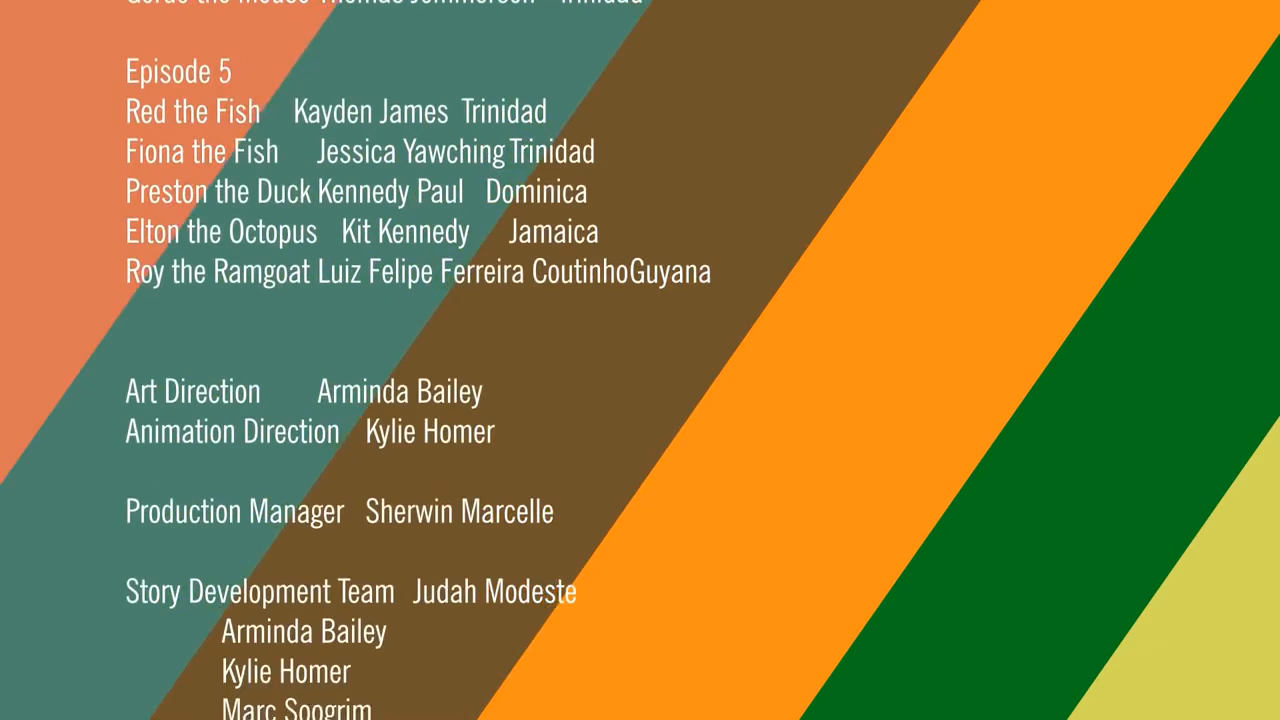 Episode 5
Red the Fish Kayden James Trinidad
Fiona the Fish Jessica Yawching Trinidad
Preston the Duck Kennedy Paul Dominica
Elton the Octopus Kit Kennedy Jamaica
Roy the Ramgoat Luiz Felipe Ferreira CoutinhoGuyana
Art Direction Arminda Bailey
Animation Direction Kylie Homer
Production Manager Sherwin Marcelle
Story Development Team Judah Modeste
Arminda Bailey
Kylie Homer
Marc Soogrim